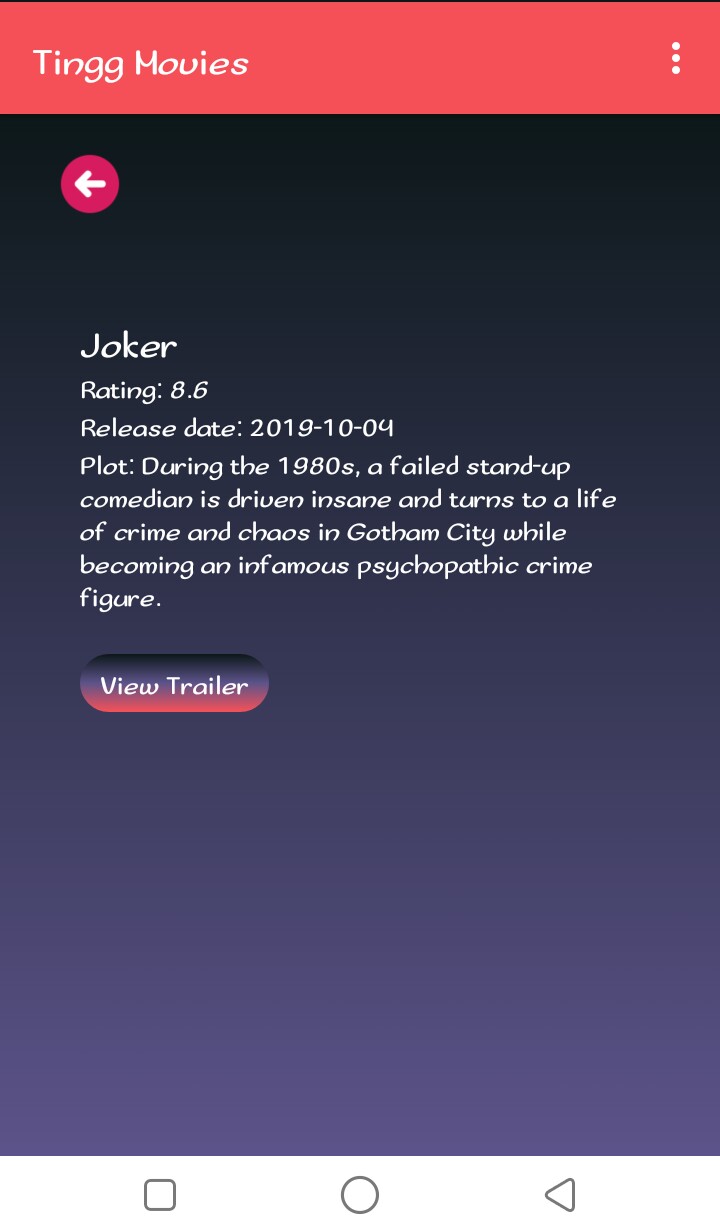 Tingg Movies
Joker
Rating: 8.6
Release date: 2019-10-04
Plot: During the 1980s, a failed stand-up
comedian is driven insane and turns to a life
of crime and chaos in Gotham City while
becoming an infamous psychopathic crime
figure.
View Trailer